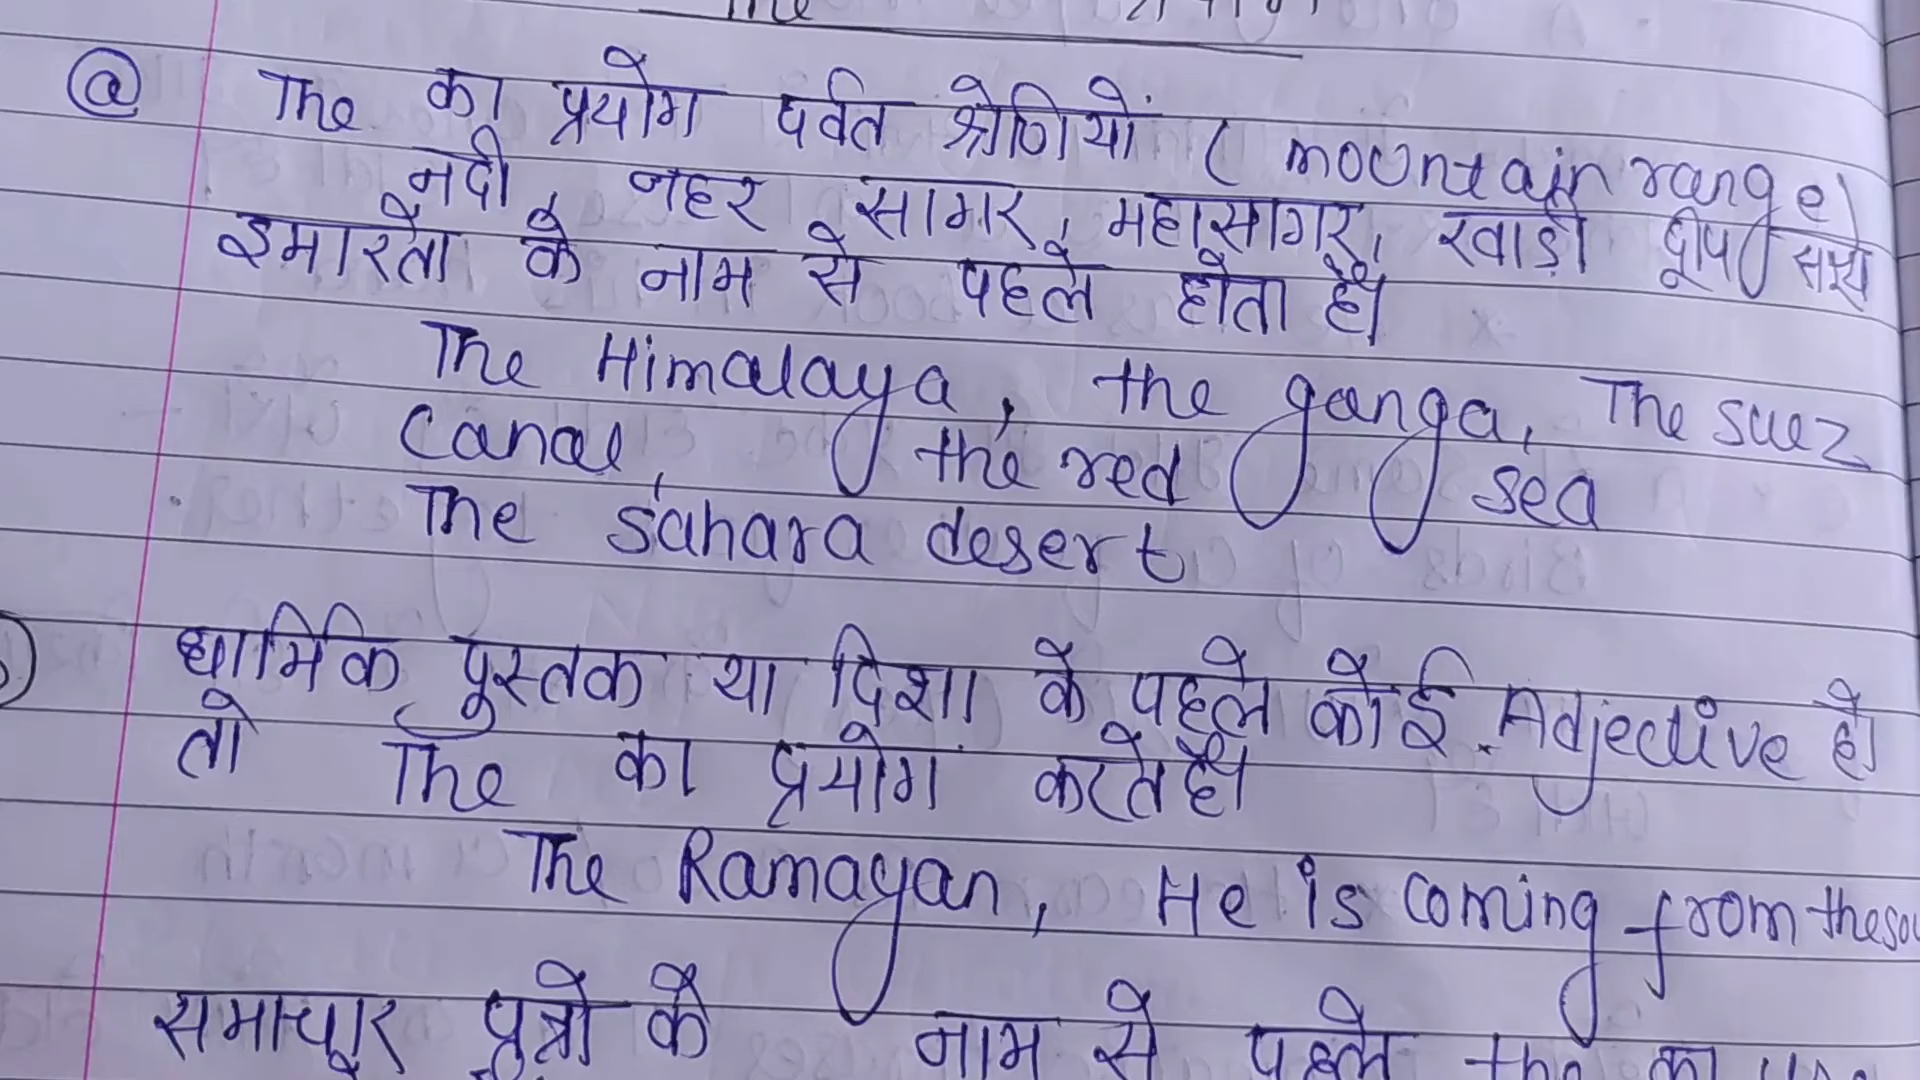 The
ⓐ The का प्रयोग पर्वत श्रेणियों (mountain range)
नदी, नहर सागर, महासागर, खाड़ी द्वीप
इमारतो के नाम से पहले होता है।
The Himalaya, the ganga, The suez
Canal, the red sea
The sahara desert
धार्मिक पुस्तक या दिशा के पहले कोई Adjective हो
तो The का प्रयोग करते है।
The Ramayan, He is coming from the
समाचार पत्रो के नाम से पहले the का